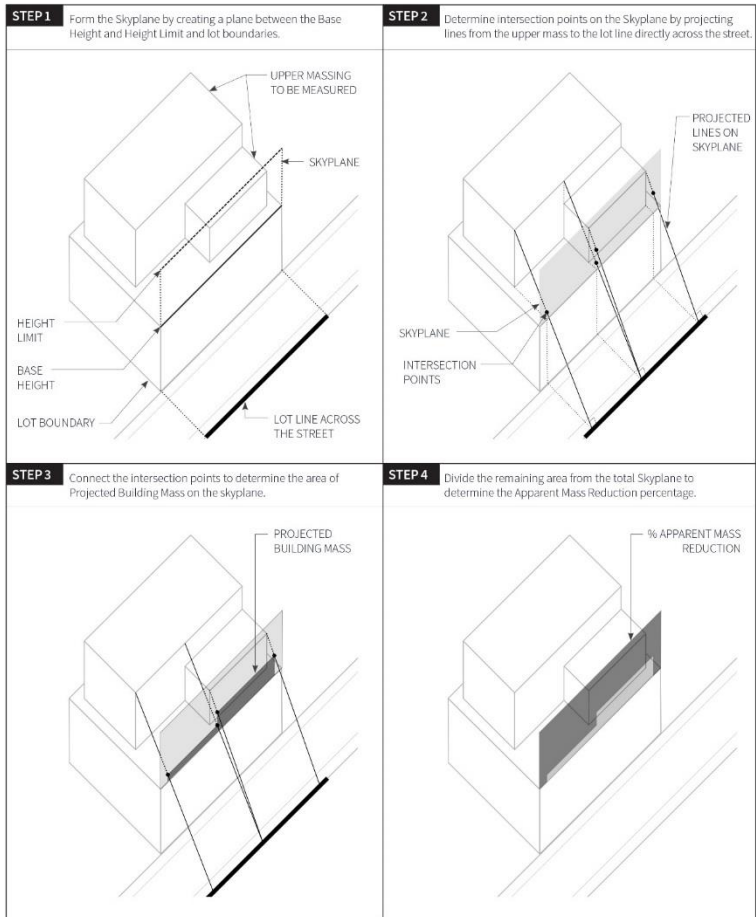 STEP 1
Form the Skyplane by creating a plane between the Base
Height and Height Limit and lot boundaries.
UPPER MASSING
TO BE MEASURED
SKYPLANE
HEIGHT
LIMIT
BASE
HEIGHT
LOT BOUNDARY
LOT LINE ACROSS
THE STREET
STEP 2
Determine intersection points on the Skyplane by projecting
lines from the upper mass to the lot line directly across the street.
PROJECTED
LINES ON
SKYPLANE
SKYPLANE
INTERSECTION
POINTS
STEP 3
Connect the intersection points to determine the area of
Projected Building Mass on the skyplane.
PROJECTED
BUILDING MASS
STEP 4
Divide the remaining area from the total Skyplane to
determine the Apparent Mass Reduction percentage.
% APPARENT MASS
REDUCTION